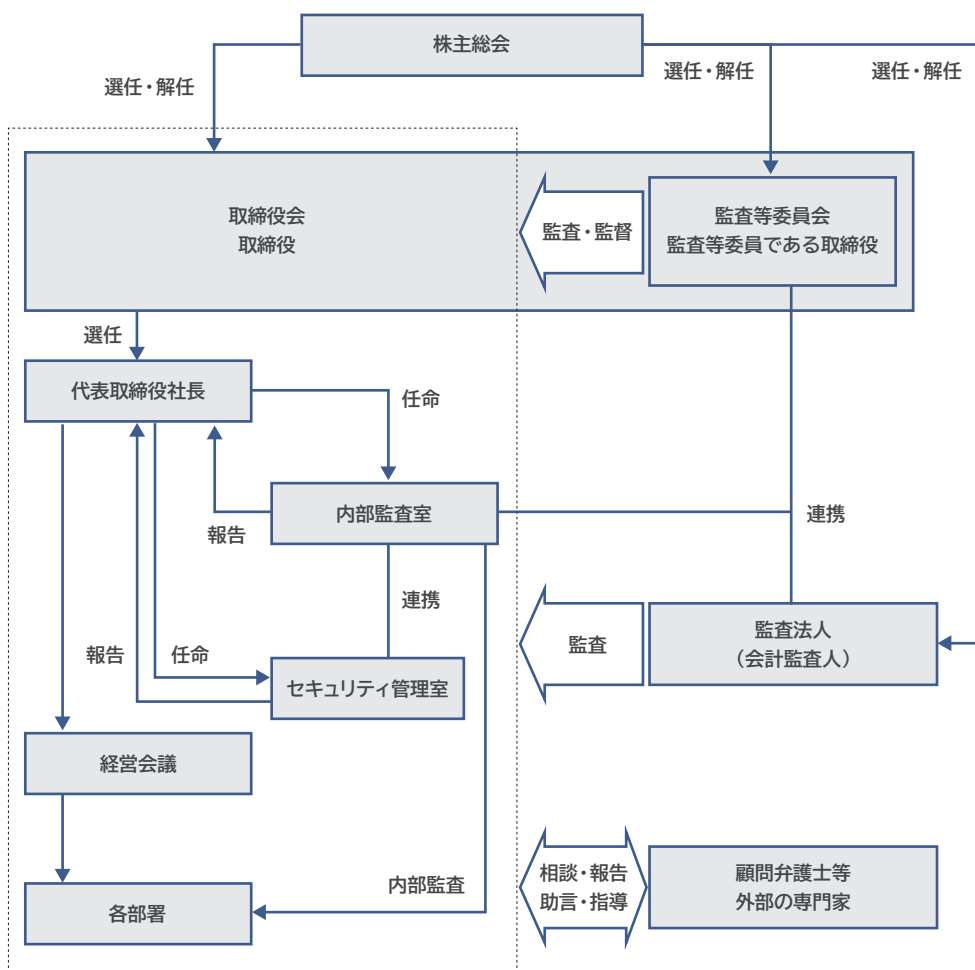 株主総会
選任・解任
選任・解任
選任・解任
取締役会
取締役
監査・監督
監査等委員会
監査等委員である取締役
選任
代表取締役社長
任命
内部監査室
報告
連携
連携
監査
監査法人
（会計監査人）
報告
任命
セキュリティ管理室
経営会議
相談・報告
助言・指導
顧問弁護士等
外部の専門家
内部監査
各部署